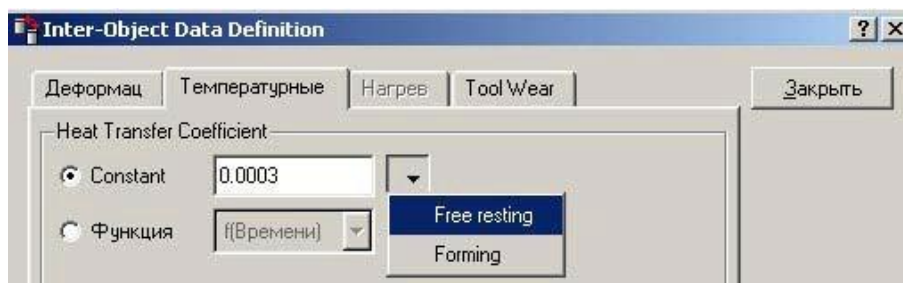 Inter-Object Data Definition
Деформац Температурные Нагрев Tool Wear Закрыть
Heat Transfer Coefficient
Constant 0.0003
Free resting
Функция f(Времени)
Forming